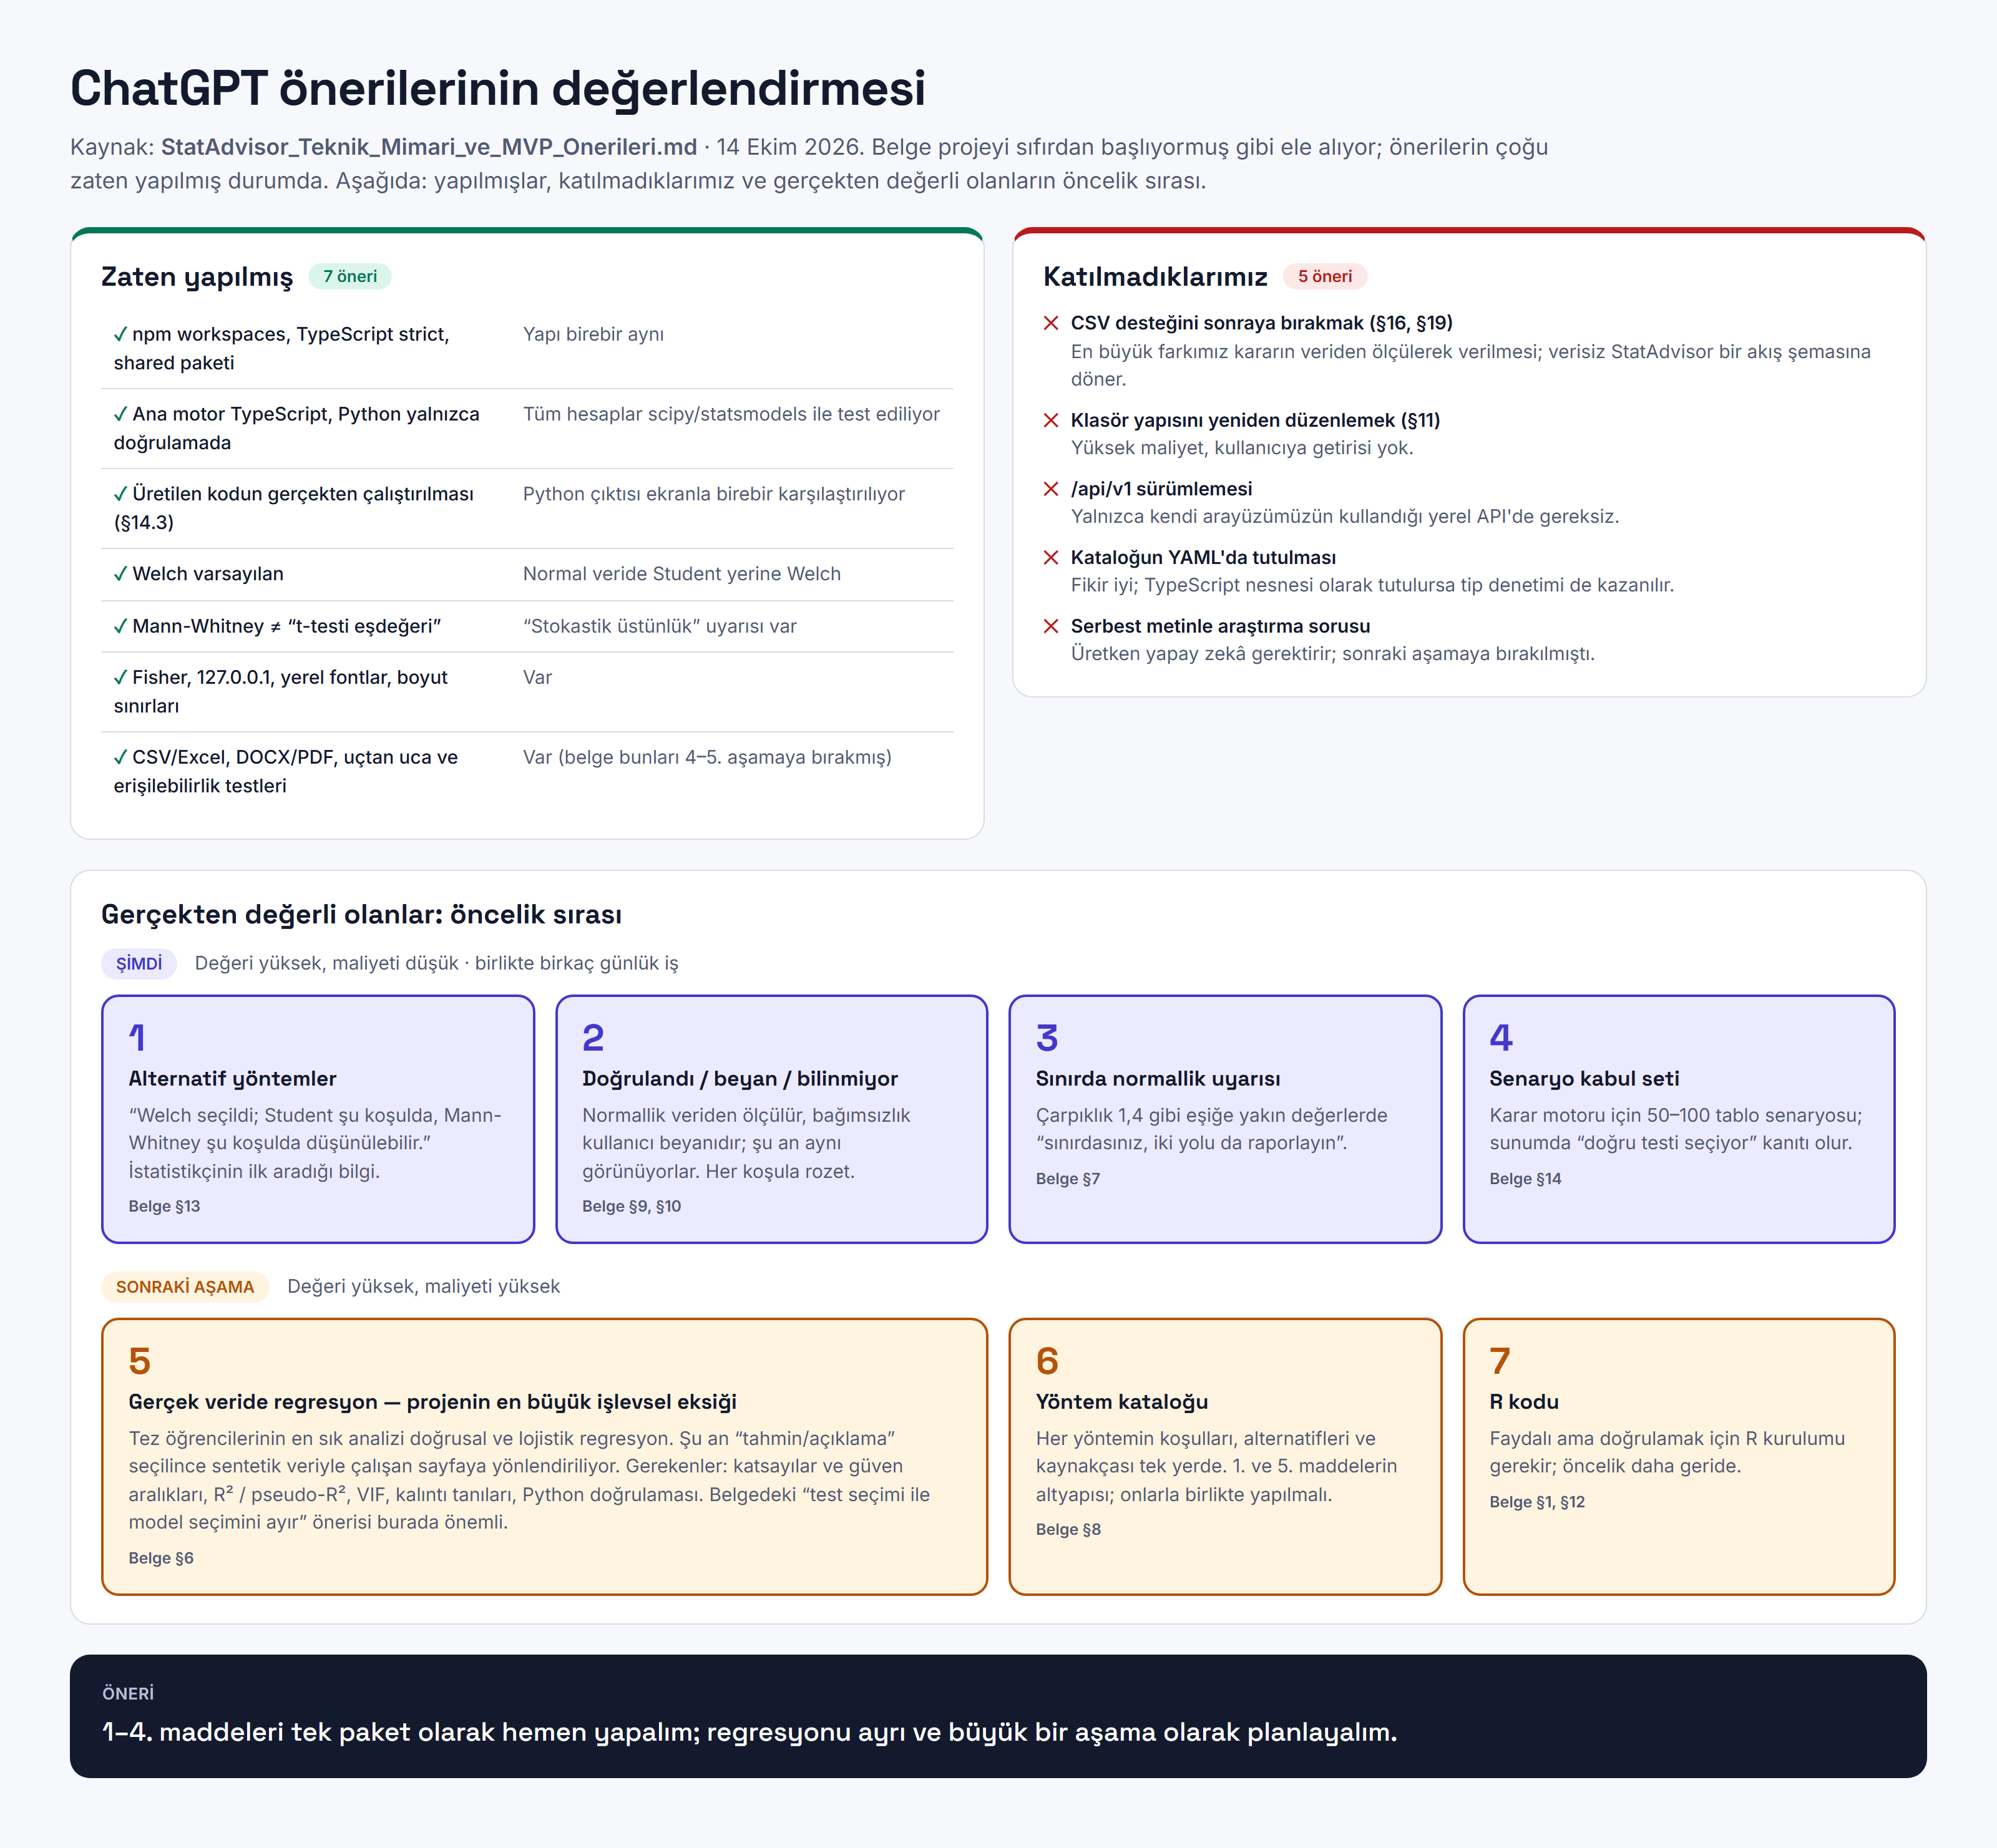 ChatGPT önerilerinin değerlendirmesi
Kaynak: StatAdvisor_Teknik_Mimari_ve_MVP_Onerileri.md · 14 Ekim 2026. Belge projeyi sıfırdan başlıyormuş gibi ele alıyor; önerilerin çoğu
zaten yapılmış durumda. Aşağıda: yapılmışlar, katılmadıklarımız ve gerçekten değerli olanların öncelik sırası.
Zaten yapılmış 7 öneri
✓ npm workspaces, TypeScript strict,
shared paketi
Yapı birebir aynı
✓ Ana motor TypeScript, Python yalnızca
doğrulamada
Tüm hesaplar scipy/statsmodels ile test ediliyor
✓ Üretilen kodun gerçekten çalıştırılması
(§14.3)
Python çıktısı ekranla birebir karşılaştırılıyor
✓ Welch varsayılan
Normal veride Student yerine Welch
✓ Mann-Whitney ≠ “t-testi eşdeğeri”
“Stokastik üstünlük” uyarısı var
✓ Fisher, 127.0.0.1, yerel fontlar, boyut
sınırları
Var
✓ CSV/Excel, DOCX/PDF, uçtan uca ve
erişilebilirlik testleri
Var (belge bunları 4–5. aşamaya bırakmış)
Katılmadıklarımız 5 öneri
✕ CSV desteğini sonraya bırakmak (§16, §19)
En büyük farkımız kararın veriden ölçülerek verilmesi; verisiz StatAdvisor bir akış şemasına
döner.
✕ Klasör yapısını yeniden düzenlemek (§11)
Yüksek maliyet, kullanıcıya getirisi yok.
✕ /api/v1 sürümlemesi
Yalnızca kendi arayüzümüzün kullandığı yerel API'de gereksiz.
✕ Kataloğun YAML'da tutulması
Fikir iyi; TypeScript nesnesi olarak tutulursa tip denetimi de kazanılır.
✕ Serbest metinle araştırma sorusu
Üretken yapay zekâ gerektirir; sonraki aşamaya bırakılmıştı.
Gerçekten değerli olanlar: öncelik sırası
ŞİMDİ Değeri yüksek, maliyeti düşük · birlikte birkaç günlük iş
1
Alternatif yöntemler
“Welch seçildi; Student şu koşulda, Mann-
Whitney şu koşulda düşünülebilir.”
İstatistikçinin ilk aradığı bilgi.
Belge §13
2
Doğrulandı / beyan / bilinmiyor
Normallik veriden ölçülür, bağımsızlık
kullanıcı beyanıdır; şu an aynı
görünüyorlar. Her koşula rozet.
Belge §9, §10
3
Sınırda normallik uyarısı
Çarpıklık 1,4 gibi eşiğe yakın değerlerde
“sınırdasınız, iki yolu da raporlayın”.
Belge §7
4
Senaryo kabul seti
Karar motoru için 50–100 tablo senaryosu;
sunumda “doğru testi seçiyor” kanıtı olur.
Belge §14
SONRAKİ AŞAMA Değeri yüksek, maliyeti yüksek
5
Gerçek veride regresyon — projenin en büyük işlevsel eksiği
Tez öğrencilerinin en sık analizi doğrusal ve lojistik regresyon. Şu an “tahmin/açıklama”
seçilince sentetik veriyle çalışan sayfaya yönlendiriliyor. Gerekenler: katsayılar ve güven
aralıkları, R² / pseudo-R², VIF, kalıntı tanıları, Python doğrulaması. Belgedeki “test seçimi ile
model seçimini ayır” önerisi burada önemli.
Belge §6
6
Yöntem kataloğu
Her yöntemin koşulları, alternatifleri ve
kaynakçası tek yerde. 1. ve 5. maddelerin
altyapısı; onlarla birlikte yapılmalı.
Belge §8
7
R kodu
Faydalı ama doğrulamak için R kurulumu
gerekir; öncelik daha geride.
Belge §1, §12
ÖNERİ
1–4. maddeleri tek paket olarak hemen yapalım; regresyonu ayrı ve büyük bir aşama olarak planlayalım.